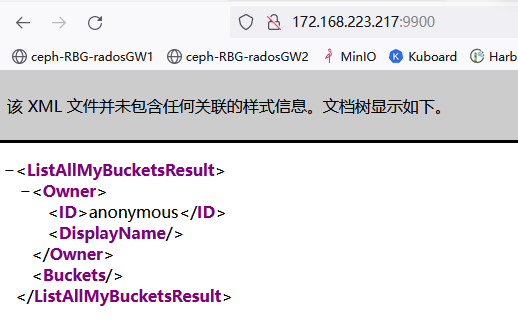 172.168.223.217:9900
ceph-RBG-radosGW1 ceph-RBG-radosGW2 MinIO Kuboard Harb
该 XML 文件并未包含任何关联的样式信息。文档树显示如下。
−<ListAllMyBucketsResult>
−<Owner>
<ID>anonymous</ID>
<DisplayName/>
</Owner>
<Buckets/>
</ListAllMyBucketsResult>